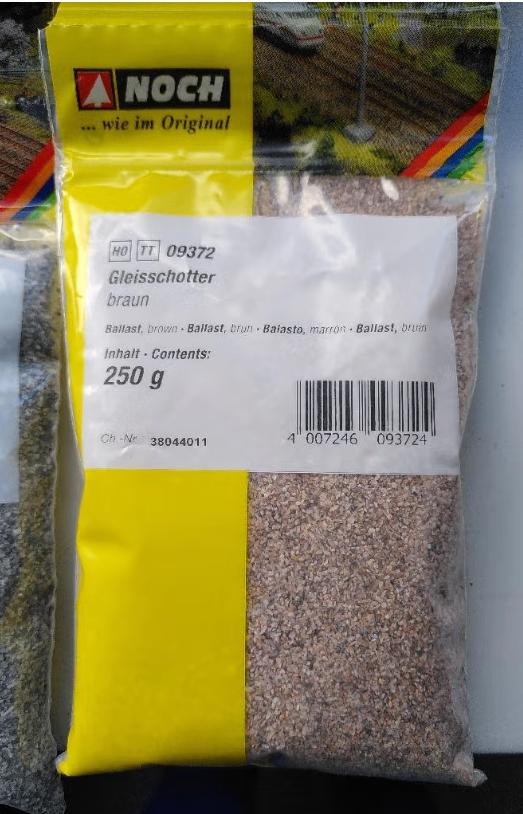 NOCH
... wie im Original
H0 TT 09372
Gleisschotter
braun
Ballast, brown · Ballast, brun · Balasto, marrón · Ballast, bruin
Inhalt · Contents:
250 g
Ch.-Nr.: 38044011
4 007246 093724